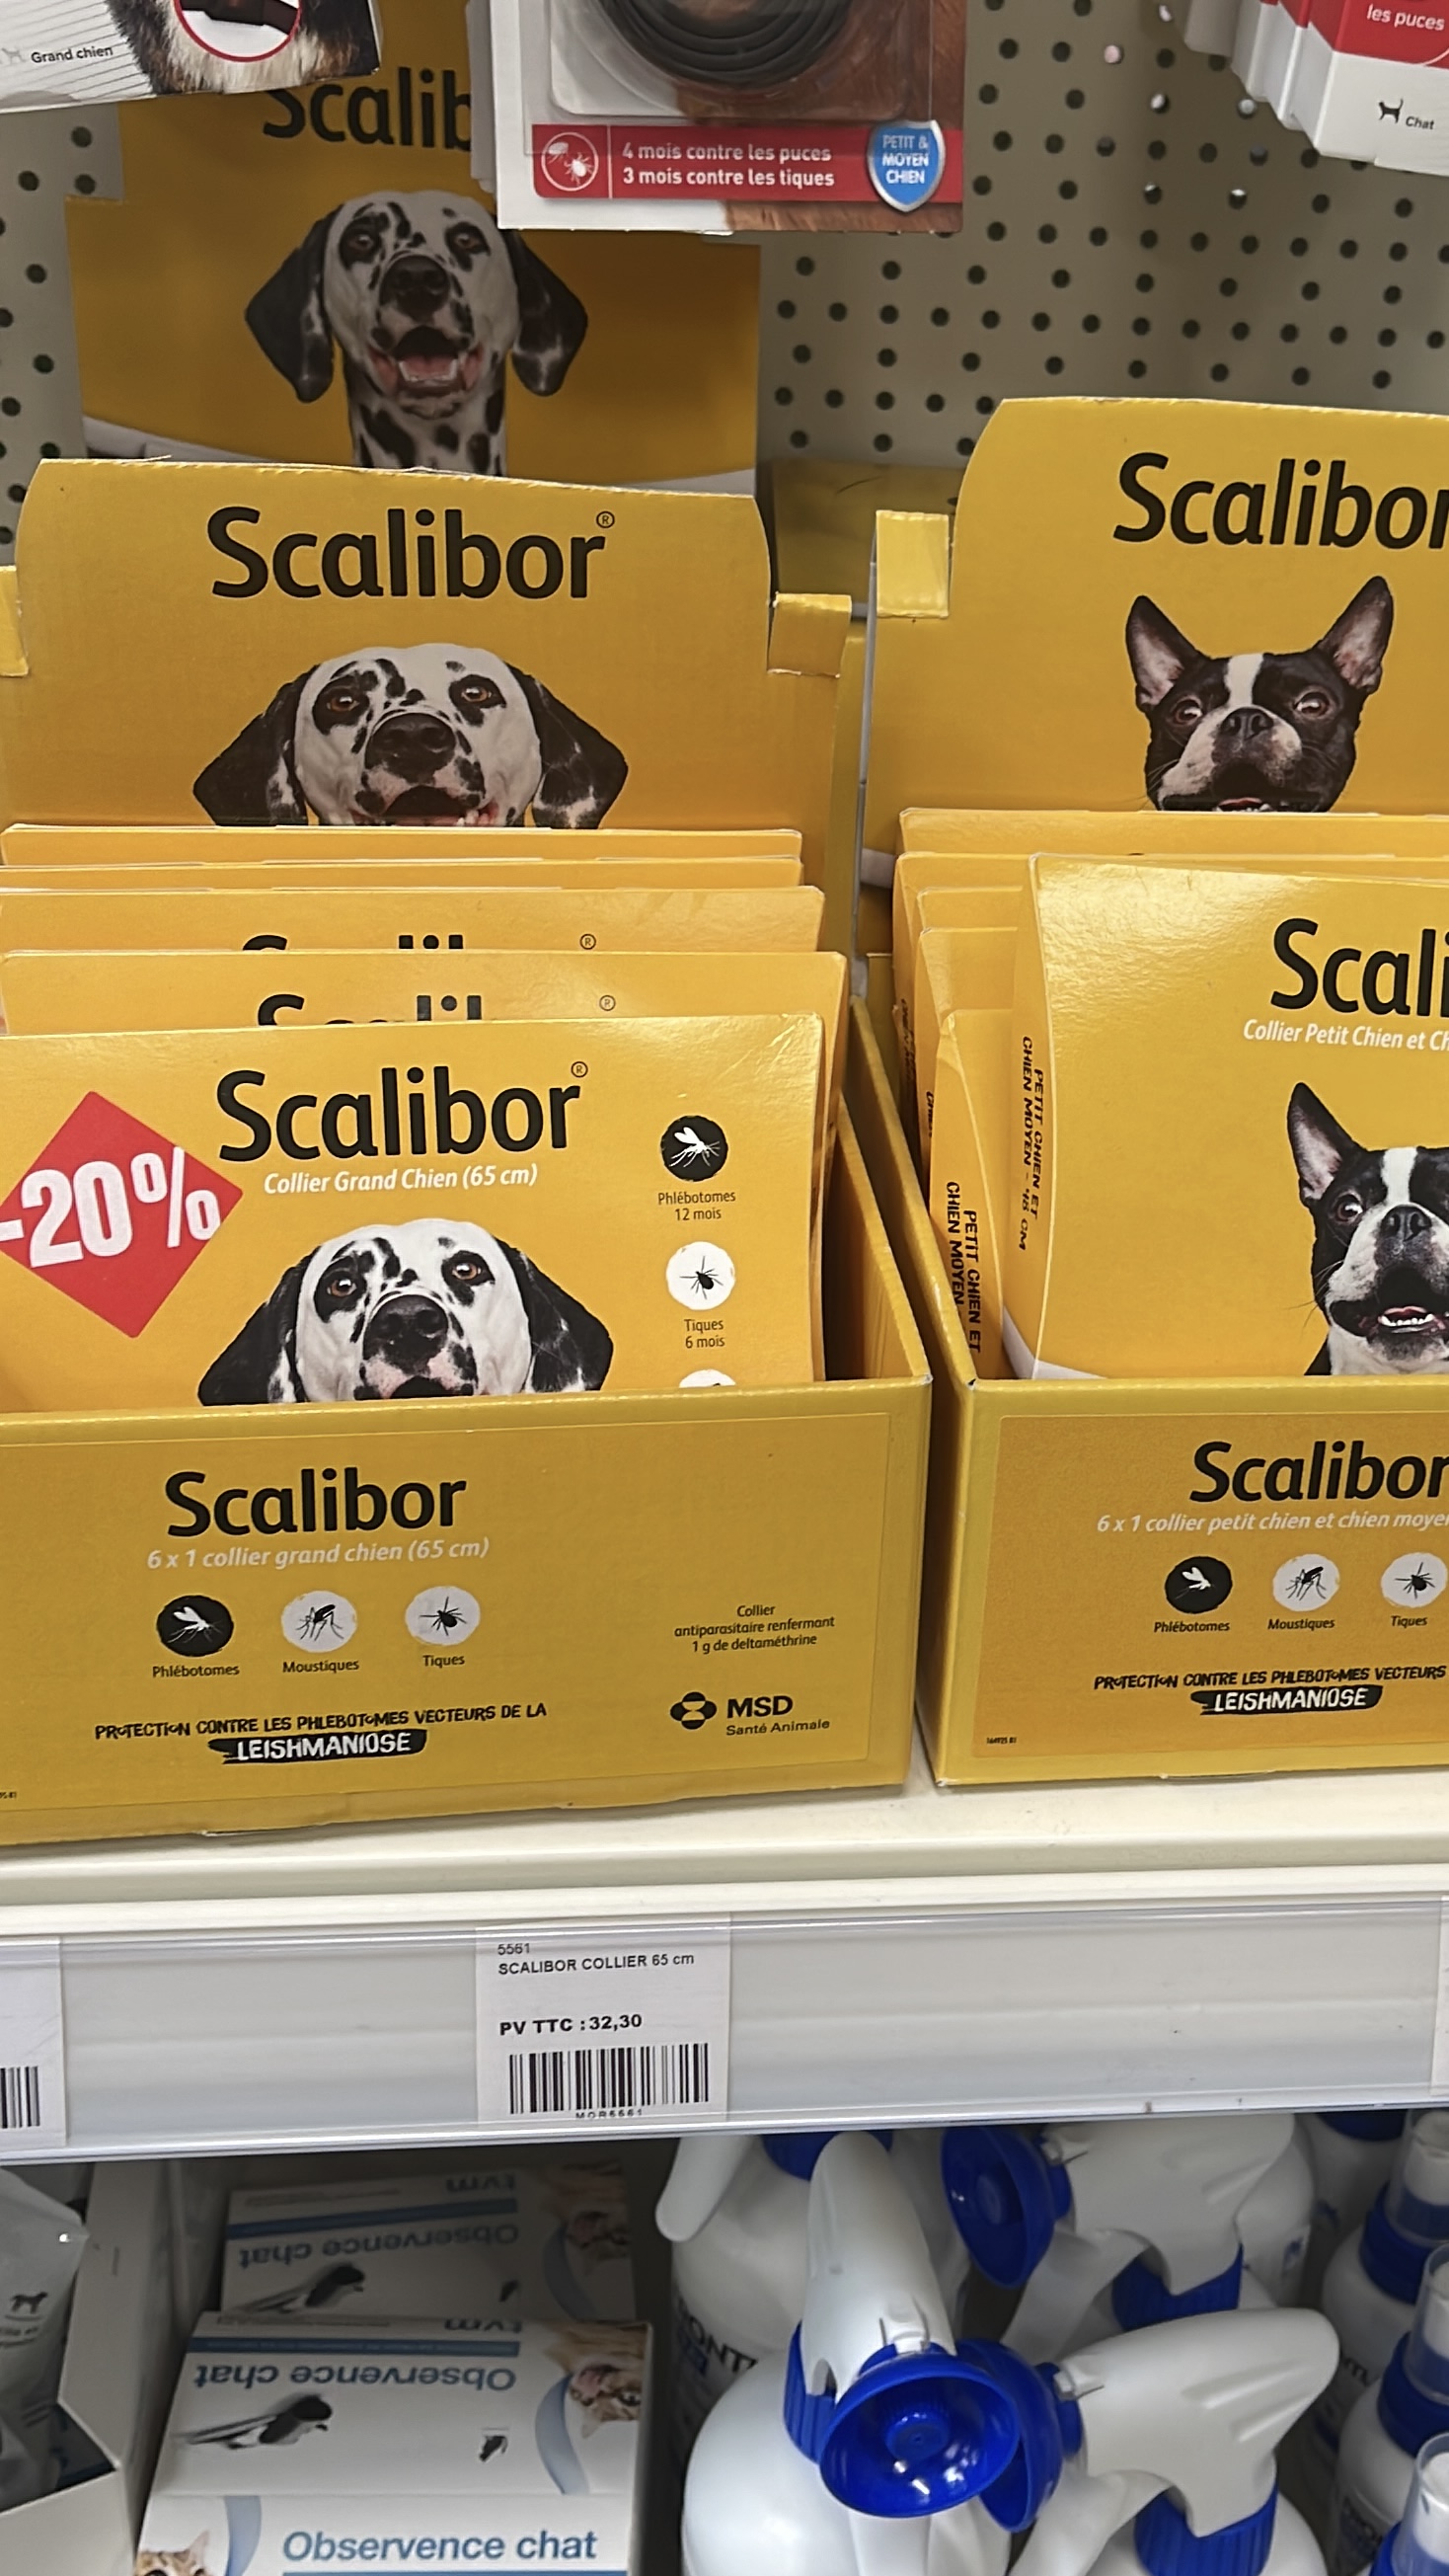 Grand chien
Scalib
4 mois contre les puces
3 mois contre les tiques
PETIT &
MOYEN
CHIEN
les puces
Chat
Scalibor®
Scalibor
Scalibor®
Collier Grand Chien (65 cm)
-20%
Phlébotomes
12 mois
Tiques
6 mois
Scali
Collier Petit Chien et Ch
PETIT CHIEN ET
CHIEN MOYEN - 48 CM
PETIT CHIEN ET
CHIEN MOYEN
Scalibor
6 x 1 collier grand chien (65 cm)
Phlébotomes
Moustiques
Tiques
Collier
antiparasitaire renfermant
1 g de deltaméthrine
PROTECTION CONTRE LES PHLEBOTOMES VECTEURS DE LA
LEISHMANIOSE
MSD
Santé Animale
Scalibor
6 x 1 collier petit chien et chien moye
Phlébotomes
Moustiques
Tiques
PROTECTION CONTRE LES PHLEBOTOMES VECTEURS
LEISHMANIOSE
5561
SCALIBOR COLLIER 65 cm
PV TTC : 32,30
tvm
Observence chat
tvm
Observence chat
Observence chat